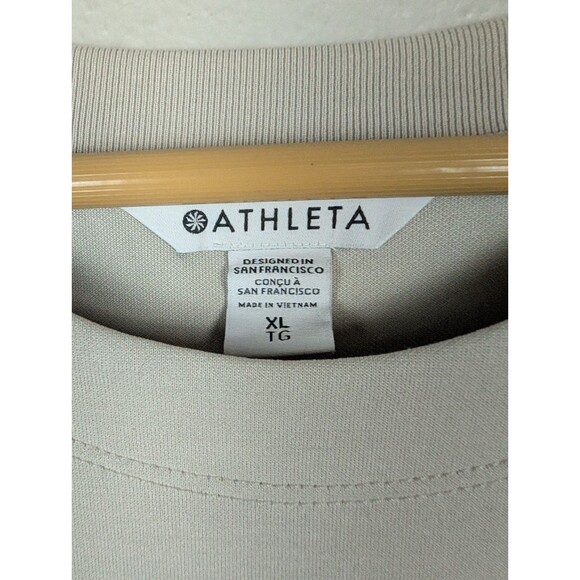 ATHLETA
DESIGNED IN
SAN FRANCISCO
CONÇU À
SAN FRANCISCO
MADE IN VIETNAM
XL
TG